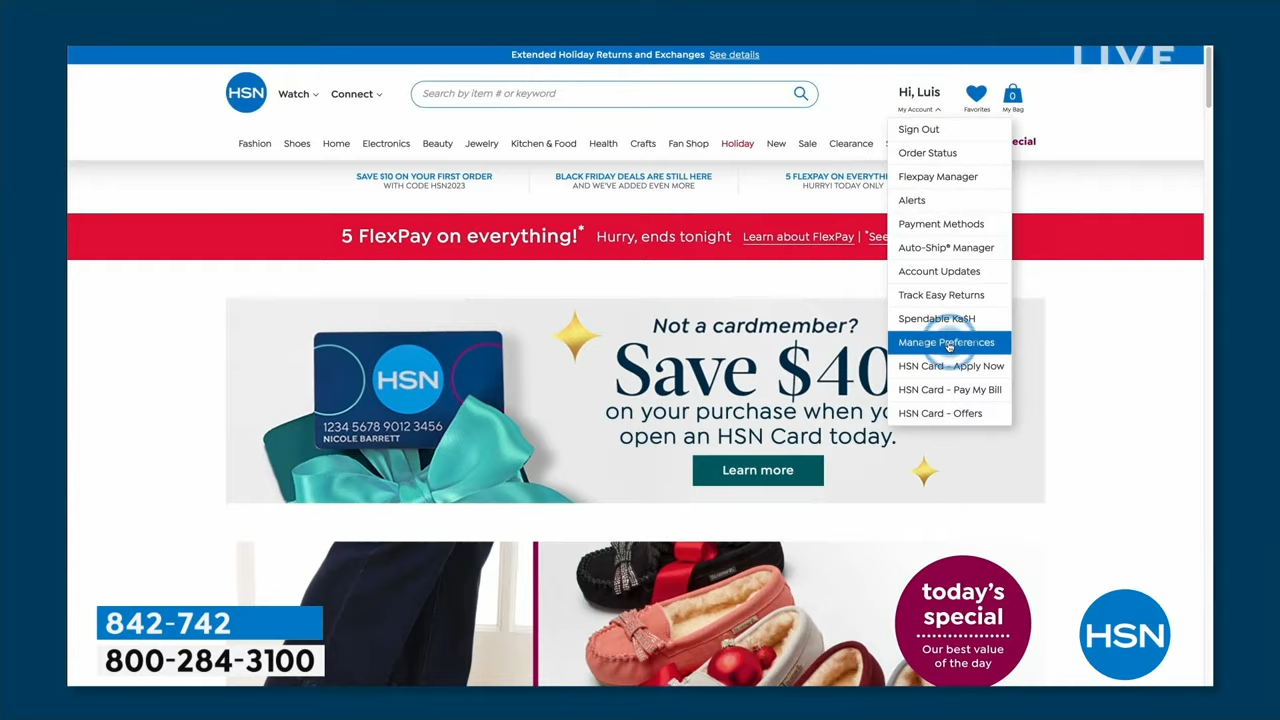 Extended Holiday Returns and Exchanges See details
LIVE
HSN
Watch
Connect
Search by item # or keyword
Hi, Luis
My Account
Favorites
0
My Bag
Fashion Shoes Home Electronics Beauty Jewelry Kitchen & Food Health Crafts Fan Shop Holiday New Sale Clearance
ecial
Sign Out
Order Status
Flexpay Manager
Alerts
Payment Methods
Auto-Ship® Manager
Account Updates
Track Easy Returns
Spendable Ka$H
Manage Preferences
HSN Card - Apply Now
HSN Card - Pay My Bill
HSN Card - Offers
SAVE $10 ON YOUR FIRST ORDER
WITH CODE HSN2023
BLACK FRIDAY DEALS ARE STILL HERE
AND WE'VE ADDED EVEN MORE
5 FLEXPAY ON EVERYTH
HURRY! TODAY ONLY
5 FlexPay on everything!* Hurry, ends tonight Learn about FlexPay | *See
HSN
1234 5678 9012 3456
NICOLE BARRETT
Not a cardmember?
Save $40
on your purchase when yo
open an HSN Card today.
Learn more
today's
special
Our best value
of the day
842-742
800-284-3100
HSN